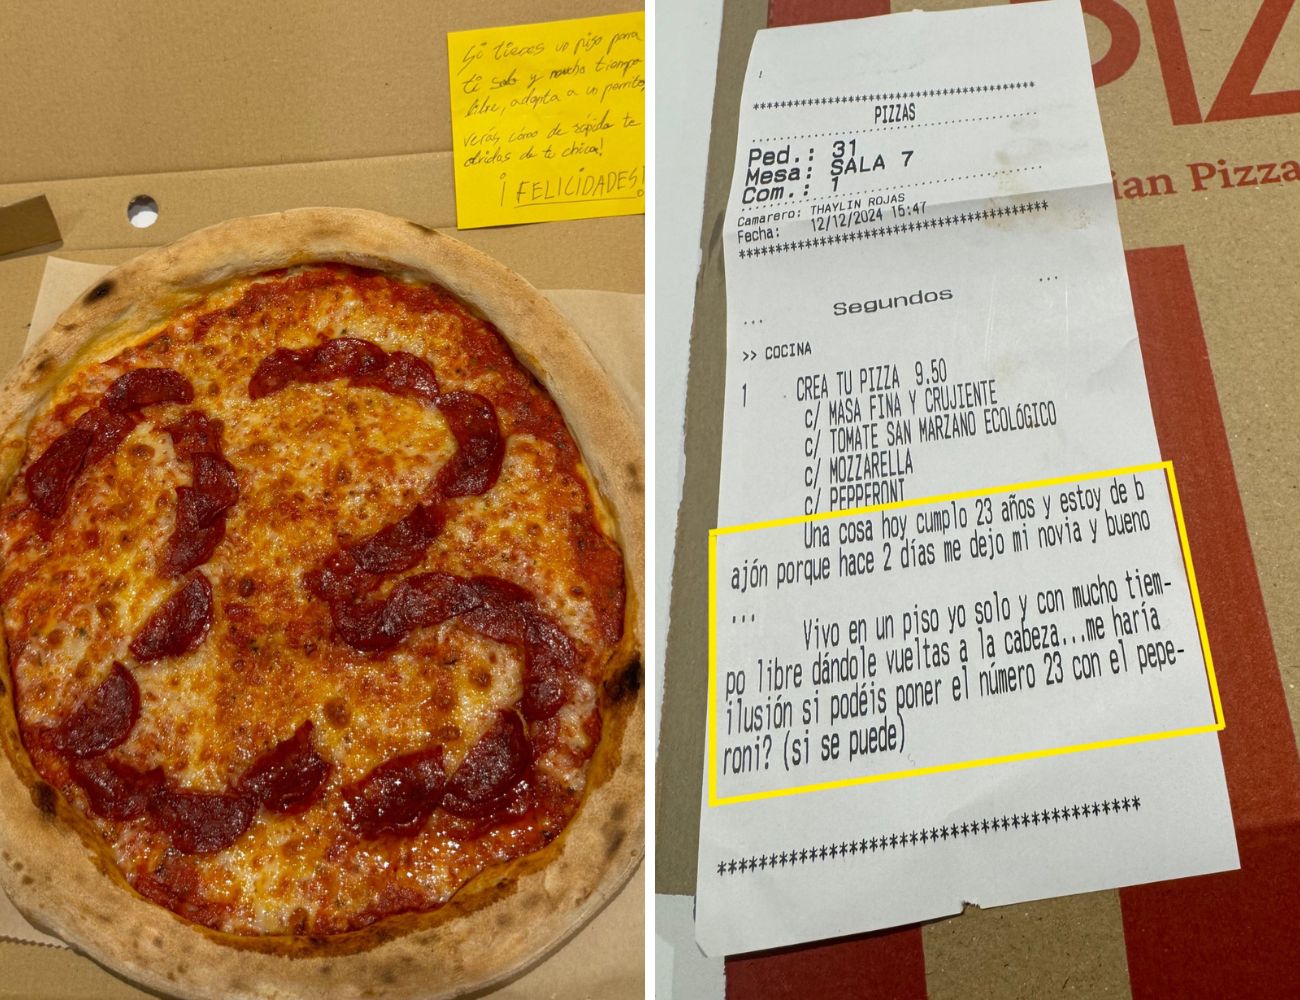 Si tienes un piso para
ti solo y mucho tiempo
libre, adopta a un perrito,
verás cómo de rápido te
olvidas de tu chica!
¡FELICIDADES!
23
PIZ
ian Pizza
!
****************************************
PIZZAS
Ped.: 31
Mesa: SALA 7
Com.: 1
Camarero: THAYLIN ROJAS
Fecha: 12/12/2024 15:47
****************************************
...
Segundos
...
>> COCINA
1 CREA TU PIZZA 9.50
c/ MASA FINA Y CRUJIENTE
c/ TOMATE SAN MARZANO ECOLÓGICO
c/ MOZZARELLA
c/ PEPPERONI
Una cosa hoy cumplo 23 años y estoy de b
ajón porque hace 2 días me dejo mi novia y bueno
...
Vivo en un piso yo solo y con mucho tiem-
po libre dándole vueltas a la cabeza...me haría
ilusión si podéis poner el número 23 con el pepe-
roni? (si se puede)
****************************************